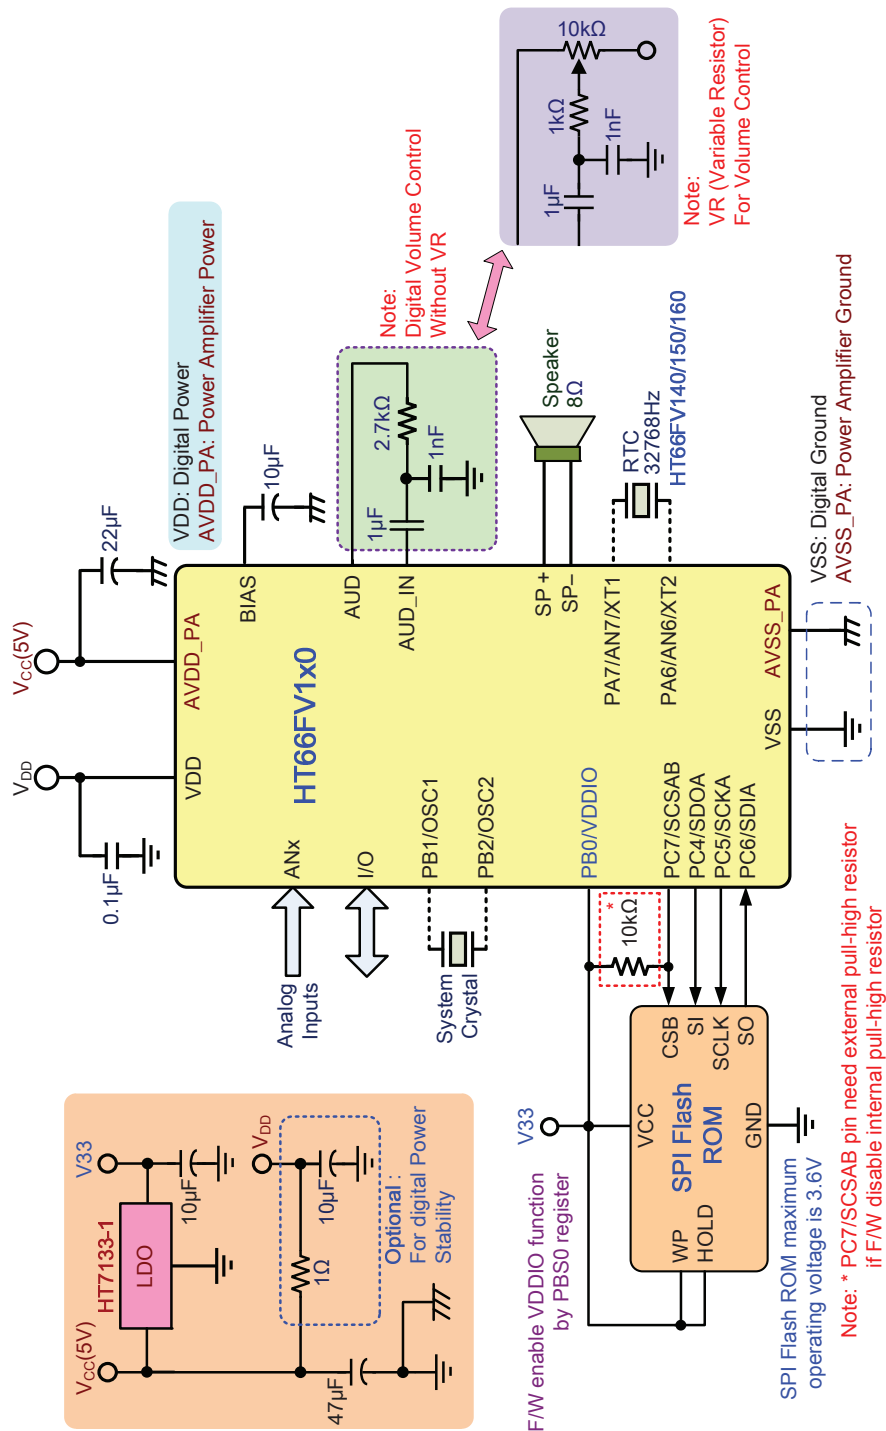 VCC(5V)
HT7133-1
LDO
V33
10µF
47µF
1Ω
VDD
10µF
Optional :
For digital Power
Stability
F/W enable VDDIO function
by PBS0 register
V33
VCC
SPI Flash
ROM
WP
HOLD
GND
CSB
SI
SCLK
SO
SPI Flash ROM maximum
operating voltage is 3.6V
Note: * PC7/SCSAB pin need external pull-high resistor
if F/W disable internal pull-high resistor
*
10kΩ
Analog
Inputs
System
Crystal
0.1µF
VDD
VCC(5V)
22µF
VDD: Digital Power
AVDD_PA: Power Amplifier Power
HT66FV1x0
VDD
AVDD_PA
ANx
I/O
PB1/OSC1
PB2/OSC2
PB0/VDDIO
PC7/SCSAB
PC4/SDOA
PC5/SCKA
PC6/SDIA
BIAS
AUD
AUD_IN
SP +
SP–
PA7/AN7/XT1
PA6/AN6/XT2
VSS
AVSS_PA
10µF
1µF
2.7kΩ
1nF
Note:
Digital Volume Control
Without VR
Speaker
8Ω
RTC
32768Hz
HT66FV140/150/160
VSS: Digital Ground
AVSS_PA: Power Amplifier Ground
10kΩ
1kΩ
1nF
1µF
Note:
VR (Variable Resistor)
For Volume Control